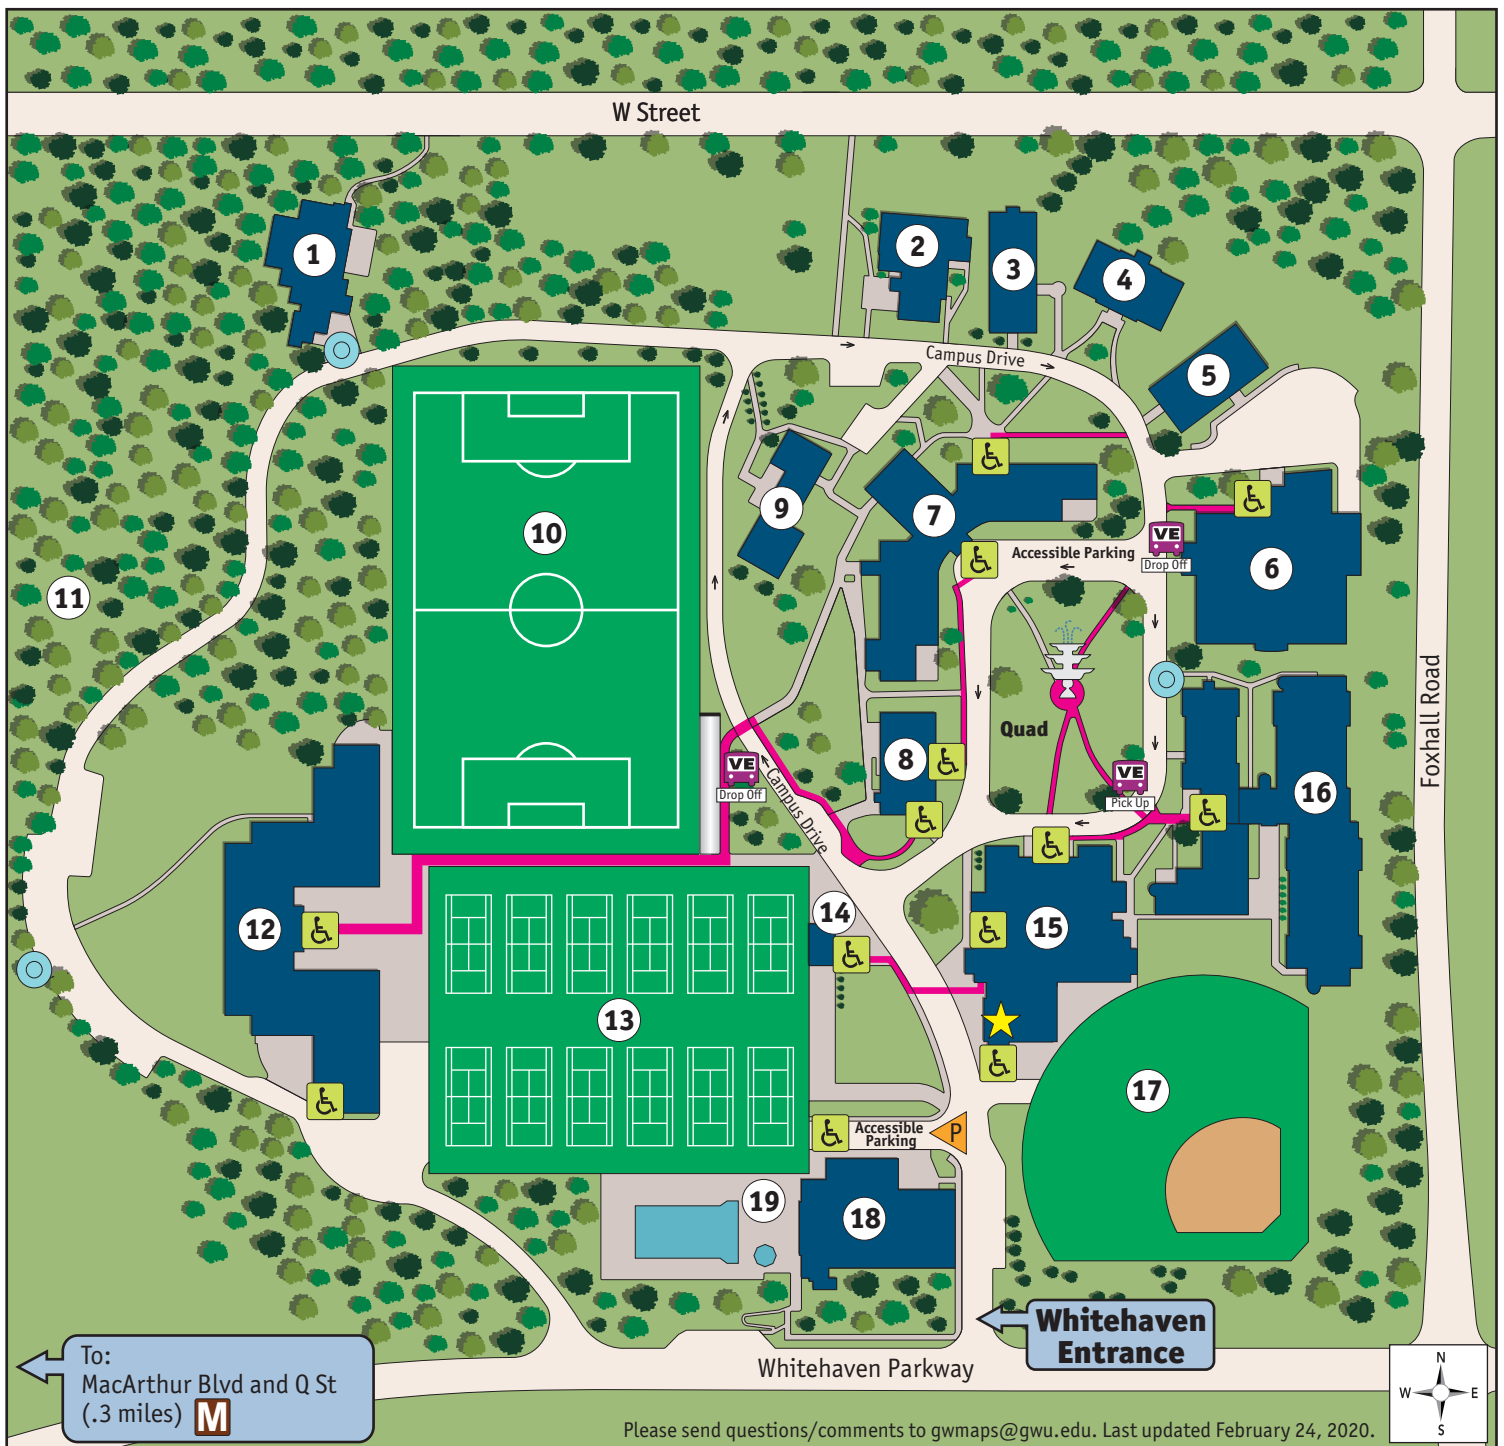 W Street
1
2
3
4
5
Campus Drive
9
7
10
Accessible Parking
VE
Drop Off
6
11
Quad
Foxhall Road
8
VE
Drop Off
VE
Pick Up
16
Campus Drive
12
14
15
13
17
Accessible
Parking
P
19
18
Whitehaven
Entrance
Whitehaven Parkway
To:
MacArthur Blvd and Q St
(.3 miles) M
N
W E
S
Please send questions/comments to gwmaps@gwu.edu. Last updated February 24, 2020.